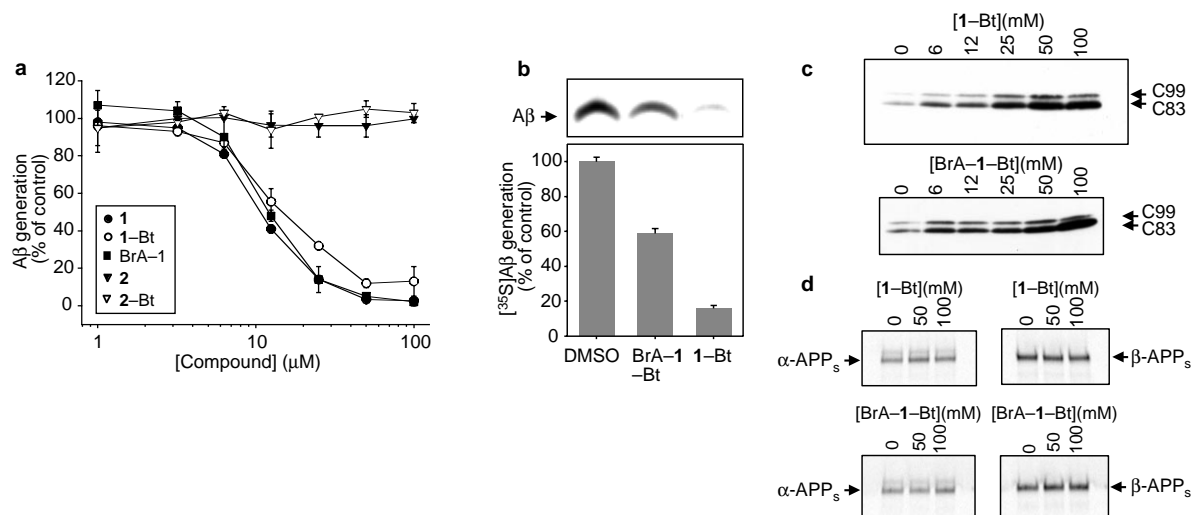 a
Aβ generation
(% of control)
120
100
80
60
40
20
0
1
1–Bt
BrA–1
2
2–Bt
1 10 100
[Compound] (μM)
b
Aβ
[³⁵S]Aβ generation
(% of control)
100
80
60
40
20
0
DMSO BrA–1 1–Bt
–Bt
c
[1–Bt](mM)
0 6 12 25 50 100
C99
C83
[BrA–1–Bt](mM)
0 6 12 25 50 100
C99
C83
d
[1–Bt](mM) [1–Bt](mM)
0 50 100 0 50 100
α-APPₛ β-APPₛ
[BrA–1–Bt](mM) [BrA–1–Bt](mM)
0 50 100 0 50 100
α-APPₛ β-APPₛ